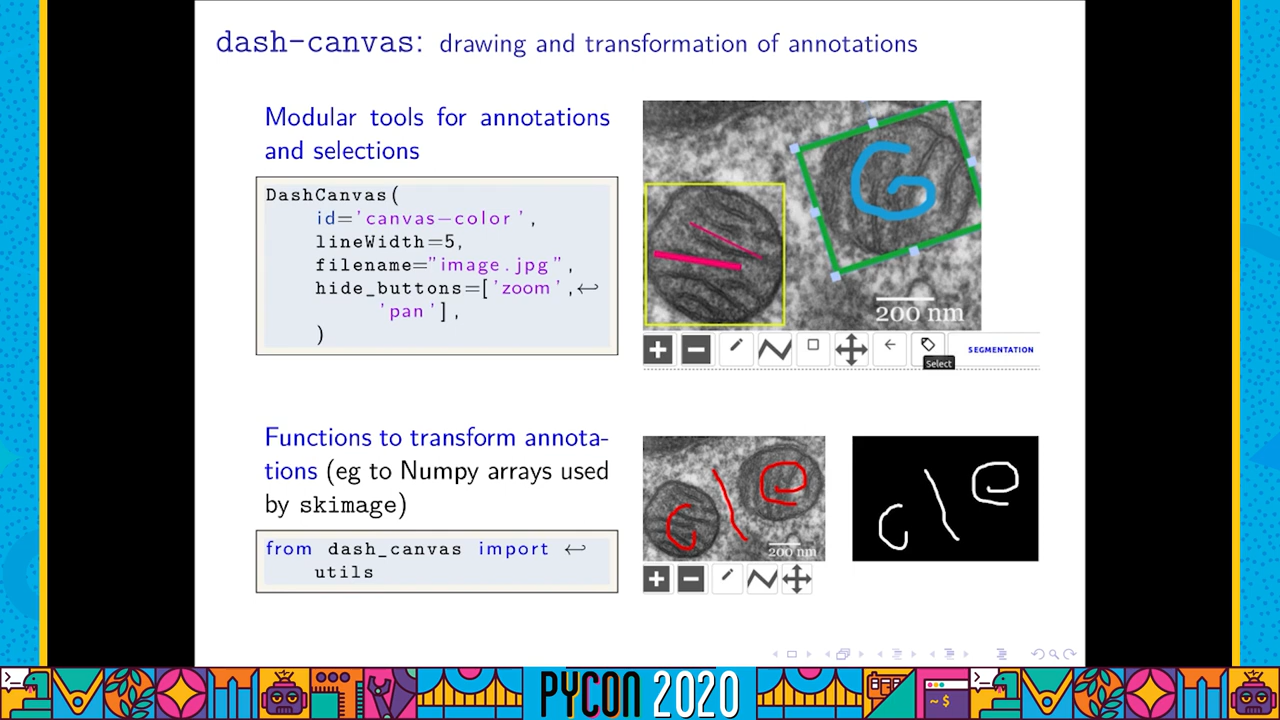 dash-canvas: drawing and transformation of annotations
Modular tools for annotations
and selections
DashCanvas(
id='canvas−color',
lineWidth=5,
filename="image.jpg",
hide_buttons=['zoom',↩
'pan'],
)
G
200 nm
Select
SEGMENTATION
Functions to transform annota-
tions (eg to Numpy arrays used
by skimage)
from dash_canvas import ↩
utils
200 nm
~$
PYCON 2020